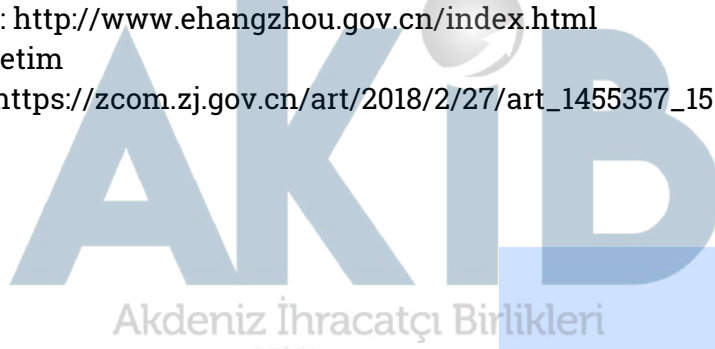 : http://www.ehangzhou.gov.cn/index.html
etim
https://zcom.zj.gov.cn/art/2018/2/27/art_1455357_15
AKİB
Akdeniz İhracatçı Birlikleri